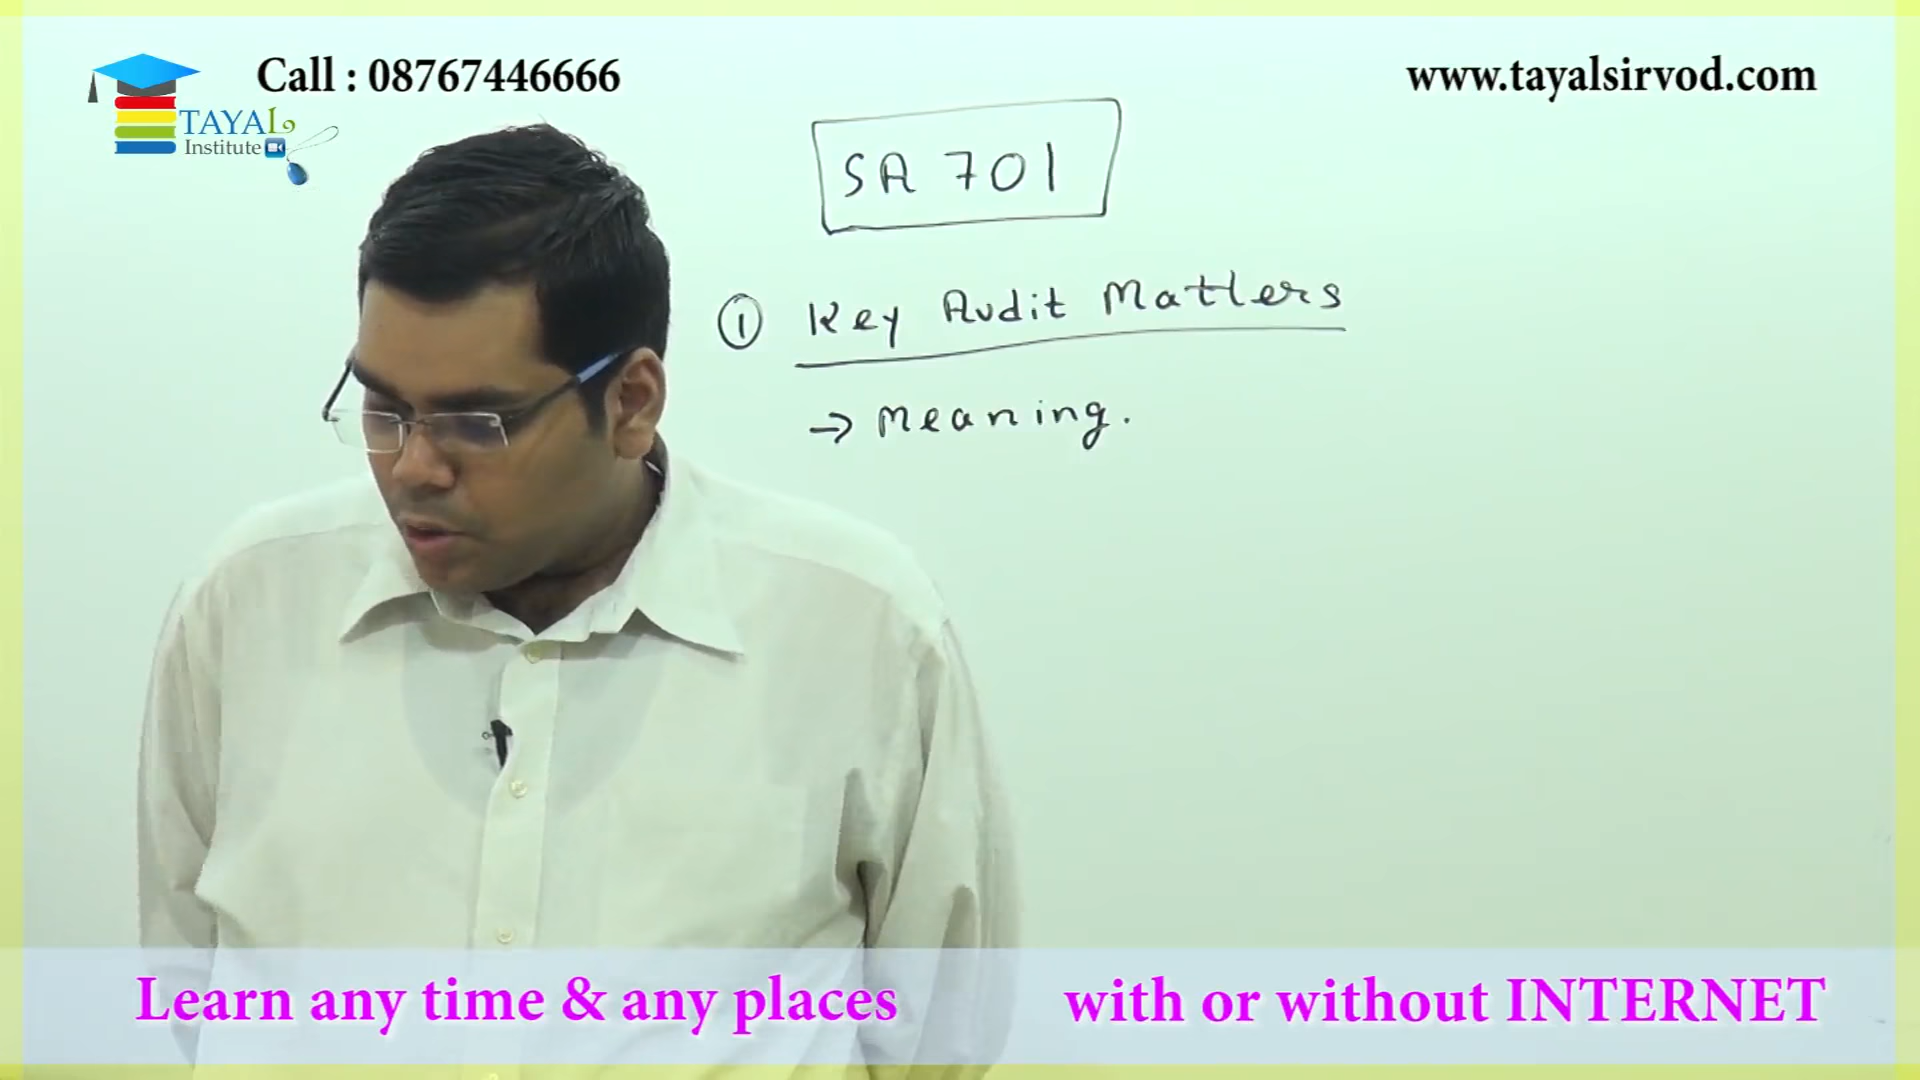 Call : 08767446666
www.tayalsirvod.com
TAYAL
Institute
SA 701
① Key Audit Matters
→ Meaning.
Learn any time & any places
with or without INTERNET